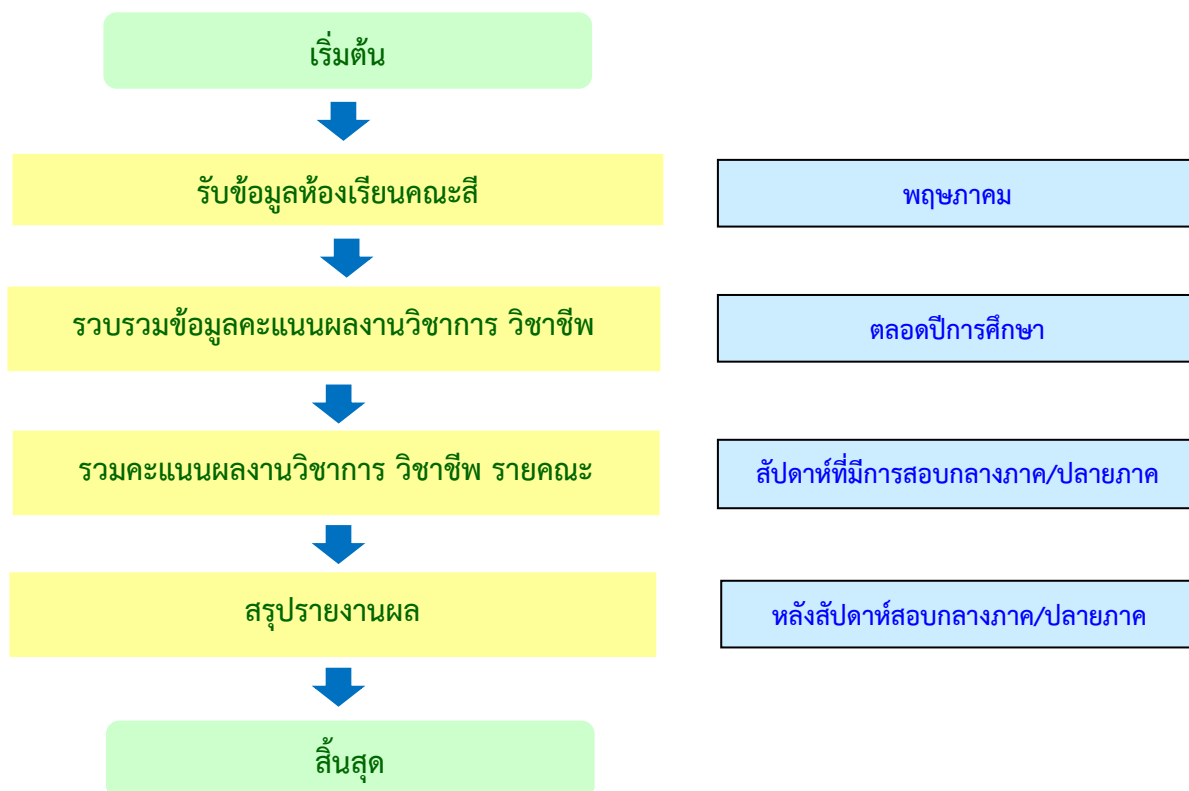 เริ่มต้น
รับข้อมูลห้องเรียนคณะสี
พฤษภาคม
รวบรวมข้อมูลคะแนนผลงานวิชาการ วิชาชีพ
ตลอดปีการศึกษา
รวมคะแนนผลงานวิชาการ วิชาชีพ รายคณะ
สัปดาห์ที่มีการสอบกลางภาค/ปลายภาค
สรุปรายงานผล
หลังสัปดาห์สอบกลางภาค/ปลายภาค
สิ้นสุด